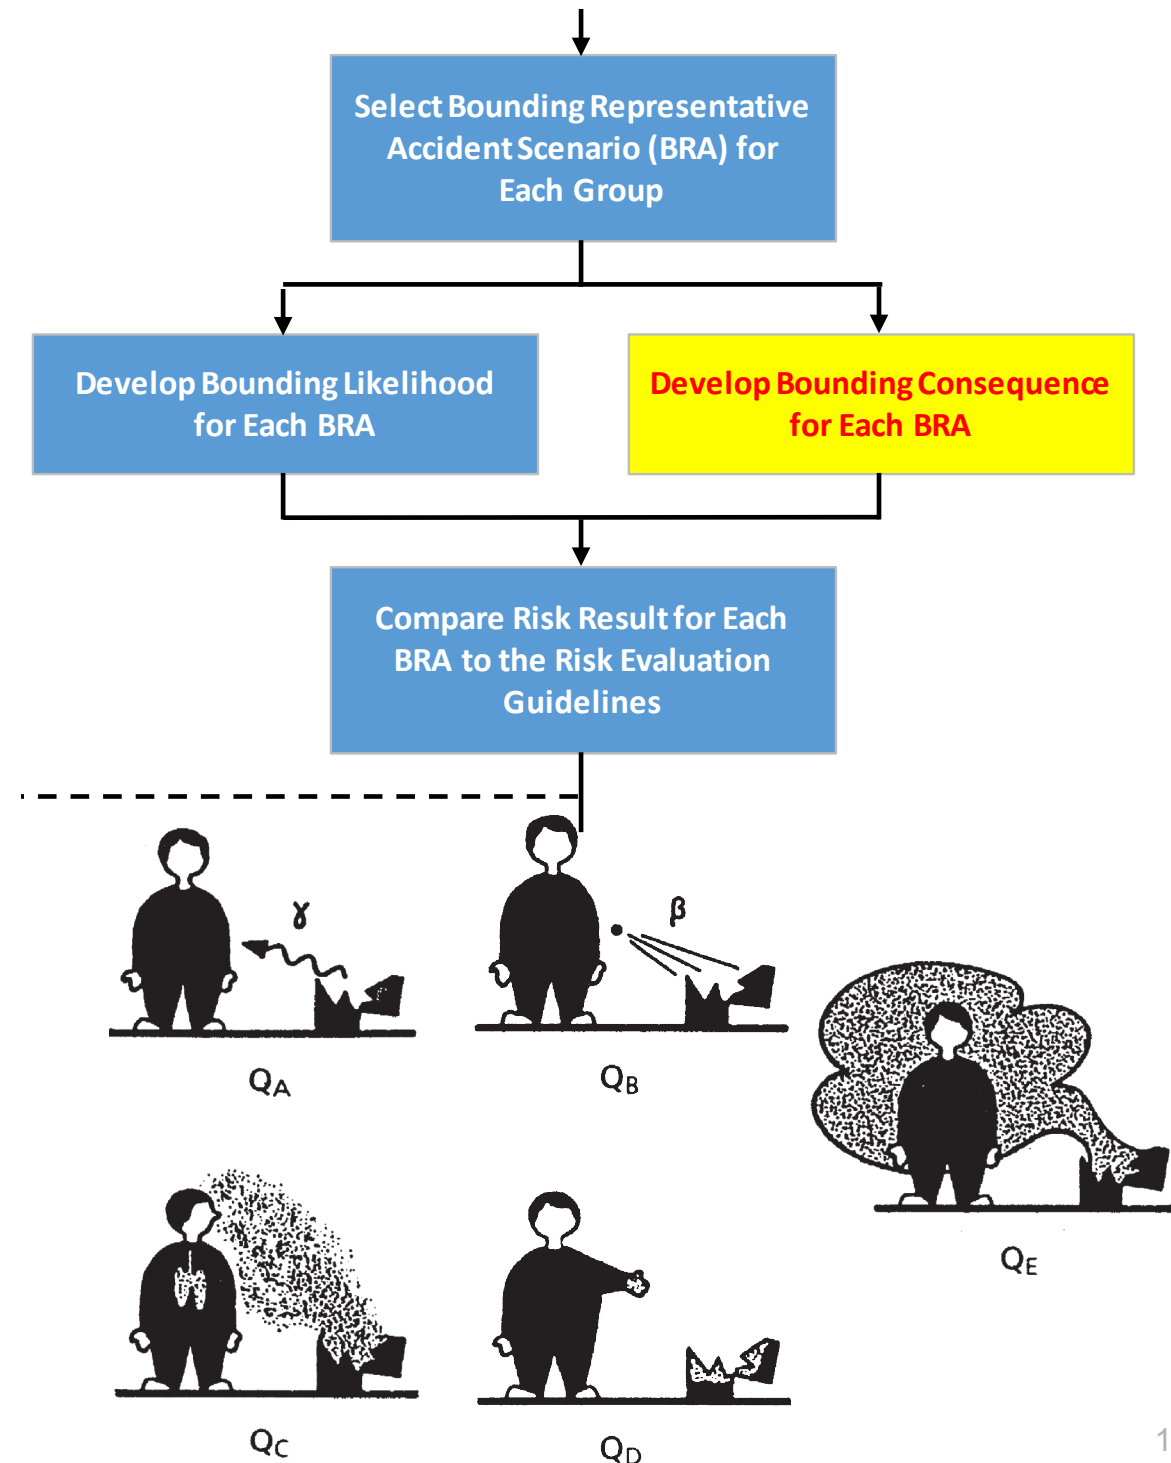 Select Bounding Representative
Accident Scenario (BRA) for
Each Group
Develop Bounding Likelihood
for Each BRA
Develop Bounding Consequence
for Each BRA
Compare Risk Result for Each
BRA to the Risk Evaluation
Guidelines
γ
β
QA
QB
QE
QC
QD
1